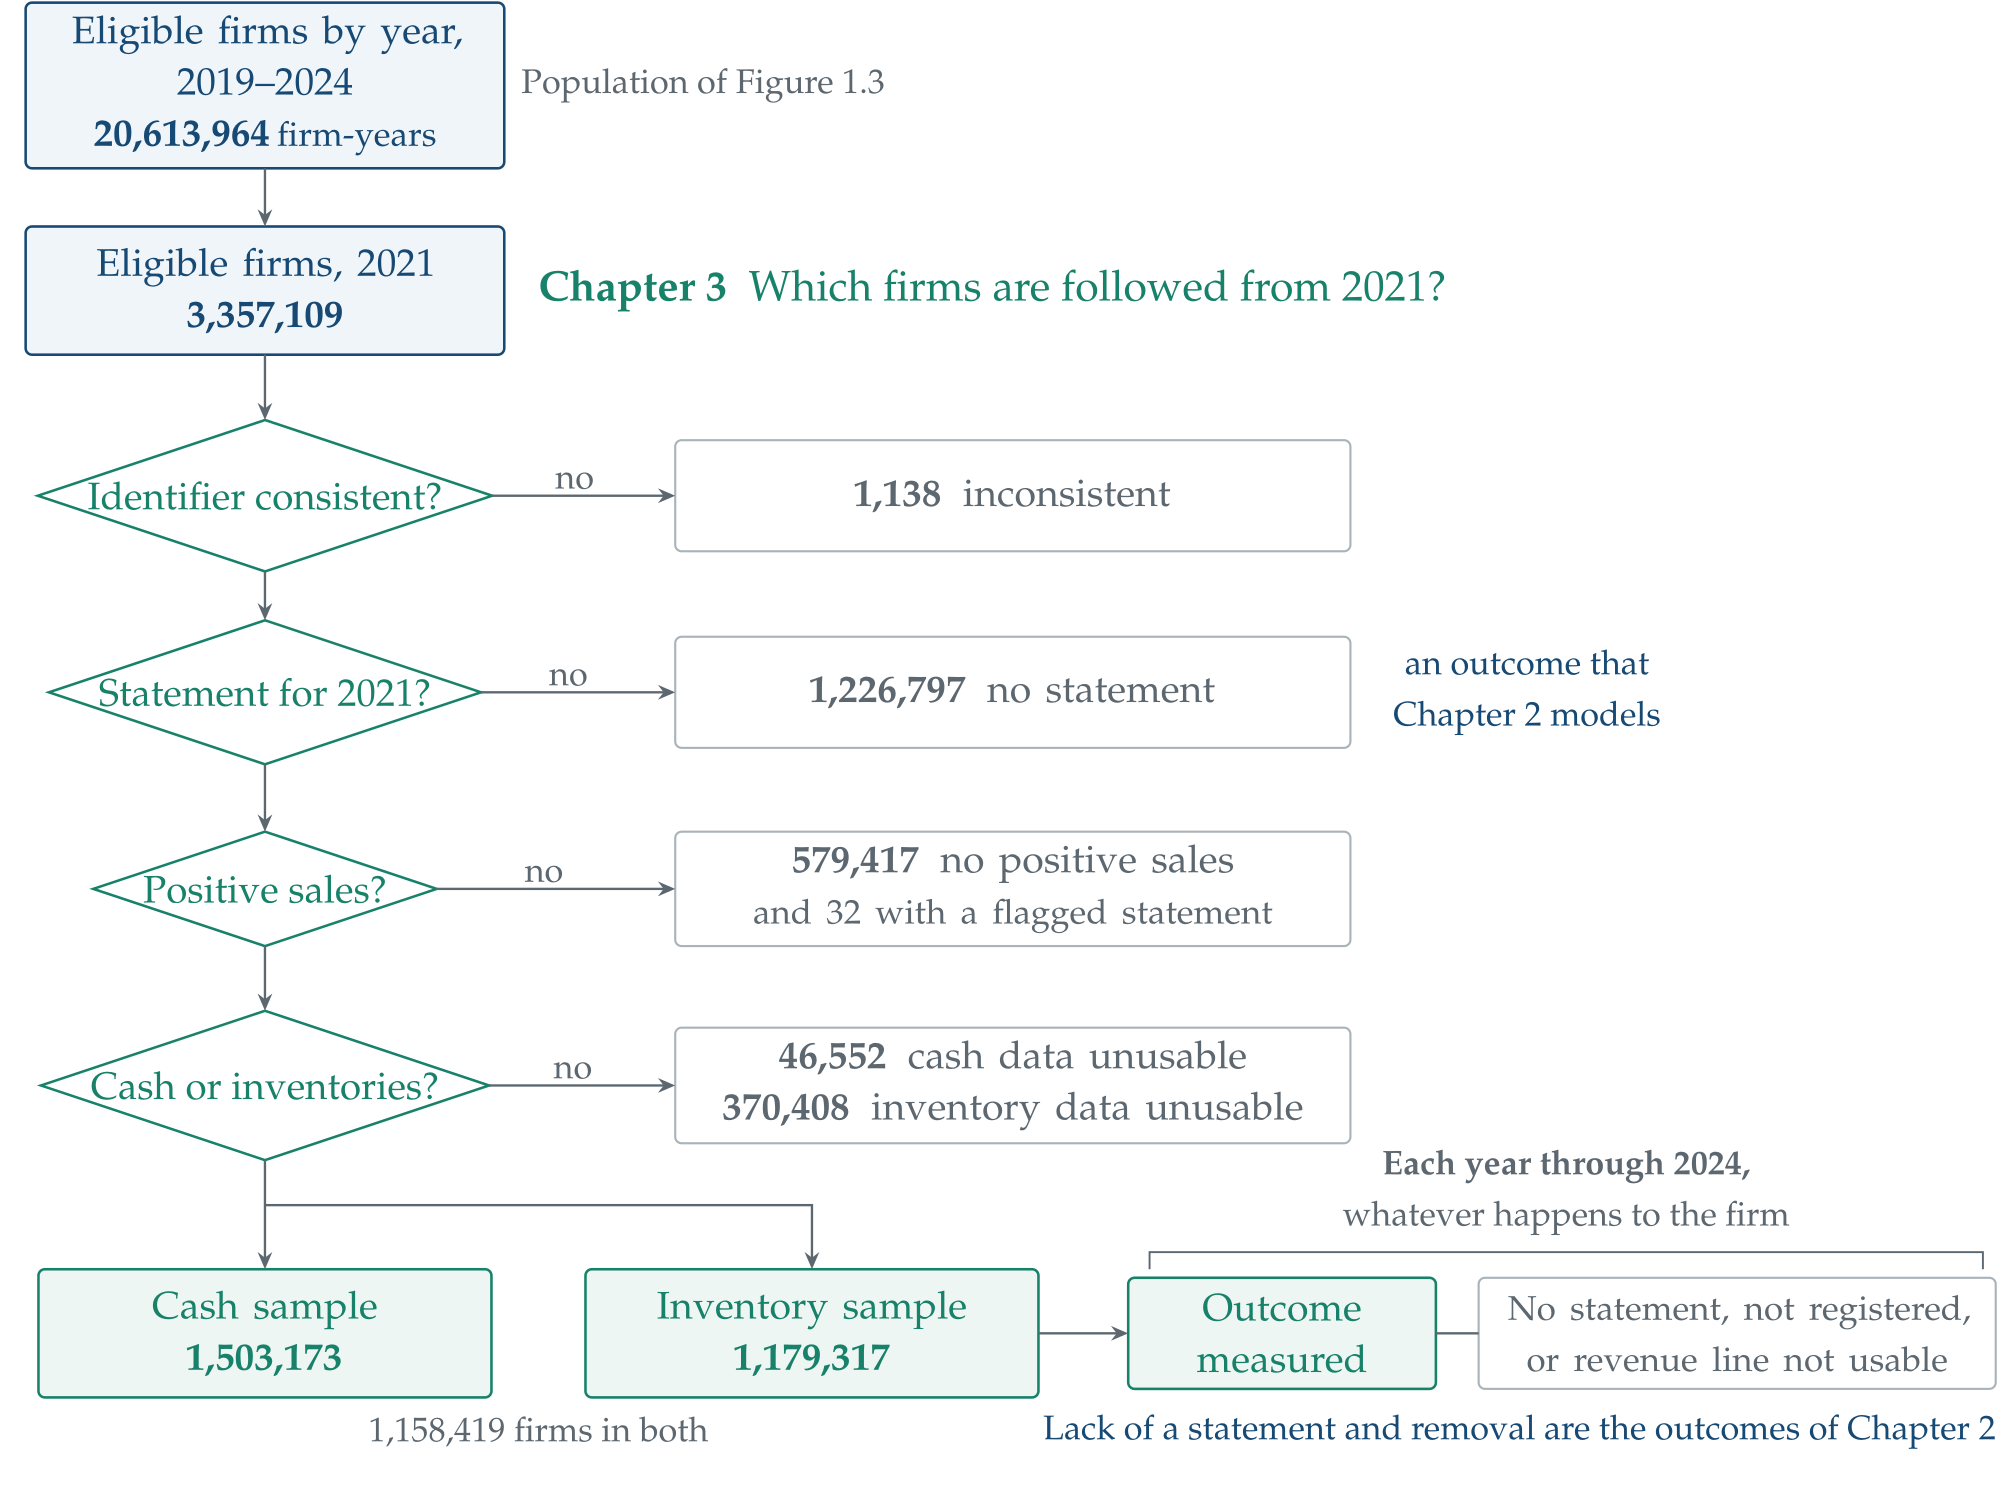 Eligible firms by year,
2019–2024
20,613,964 firm-years
Population of Figure 1.3
Eligible firms, 2021
3,357,109
Chapter 3 Which firms are followed from 2021?
Identifier consistent?
no
1,138 inconsistent
Statement for 2021?
no
1,226,797 no statement
an outcome that
Chapter 2 models
Positive sales?
no
579,417 no positive sales
and 32 with a flagged statement
Cash or inventories?
no
46,552 cash data unusable
370,408 inventory data unusable
Each year through 2024,
whatever happens to the firm
Cash sample
1,503,173
Inventory sample
1,179,317
Outcome
measured
No statement, not registered,
or revenue line not usable
1,158,419 firms in both
Lack of a statement and removal are the outcomes of Chapter 2